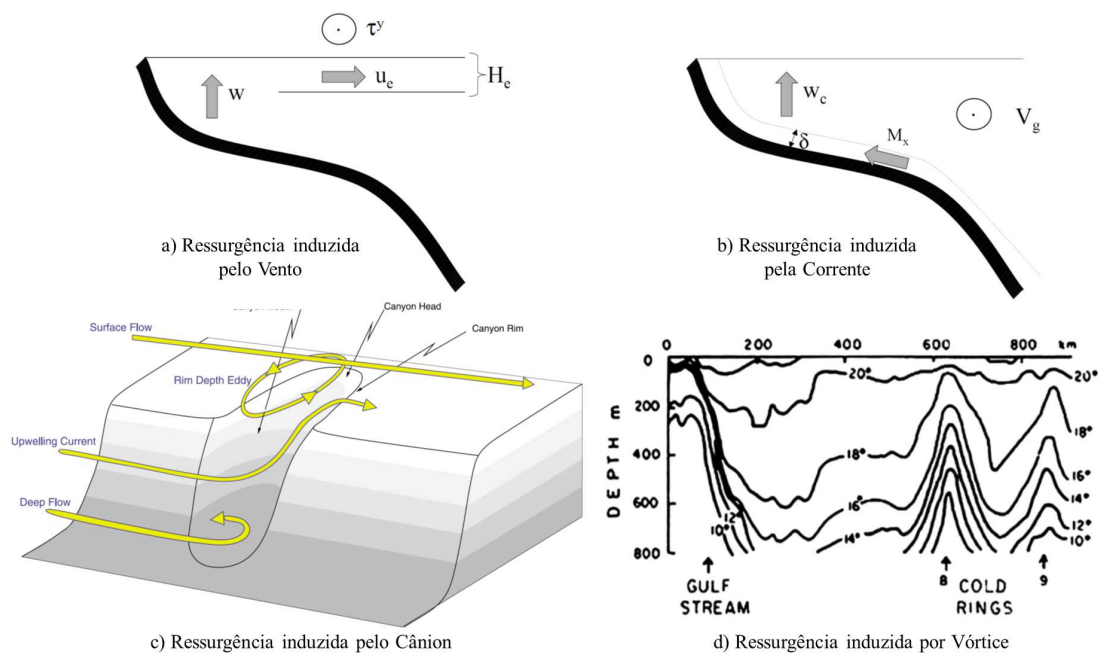 τʸ
uₑ
Hₑ
w
a) Ressurgência induzida
pelo Vento
w꜀
V_g
δ
Mₓ
b) Ressurgência induzida
pela Corrente
Canyon Head
Surface Flow
Canyon Rim
Rim Depth Eddy
Upwelling Current
Deep Flow
c) Ressurgência induzida pelo Cânion
0 200 400 600 800 km
0
200
400
600
800
DEPTH m
20° 20°
18° 18°
16° 16°
14° 14°
12° 12°
10° 10°
8 9
GULF
STREAM
COLD
RINGS
d) Ressurgência induzida por Vórtice